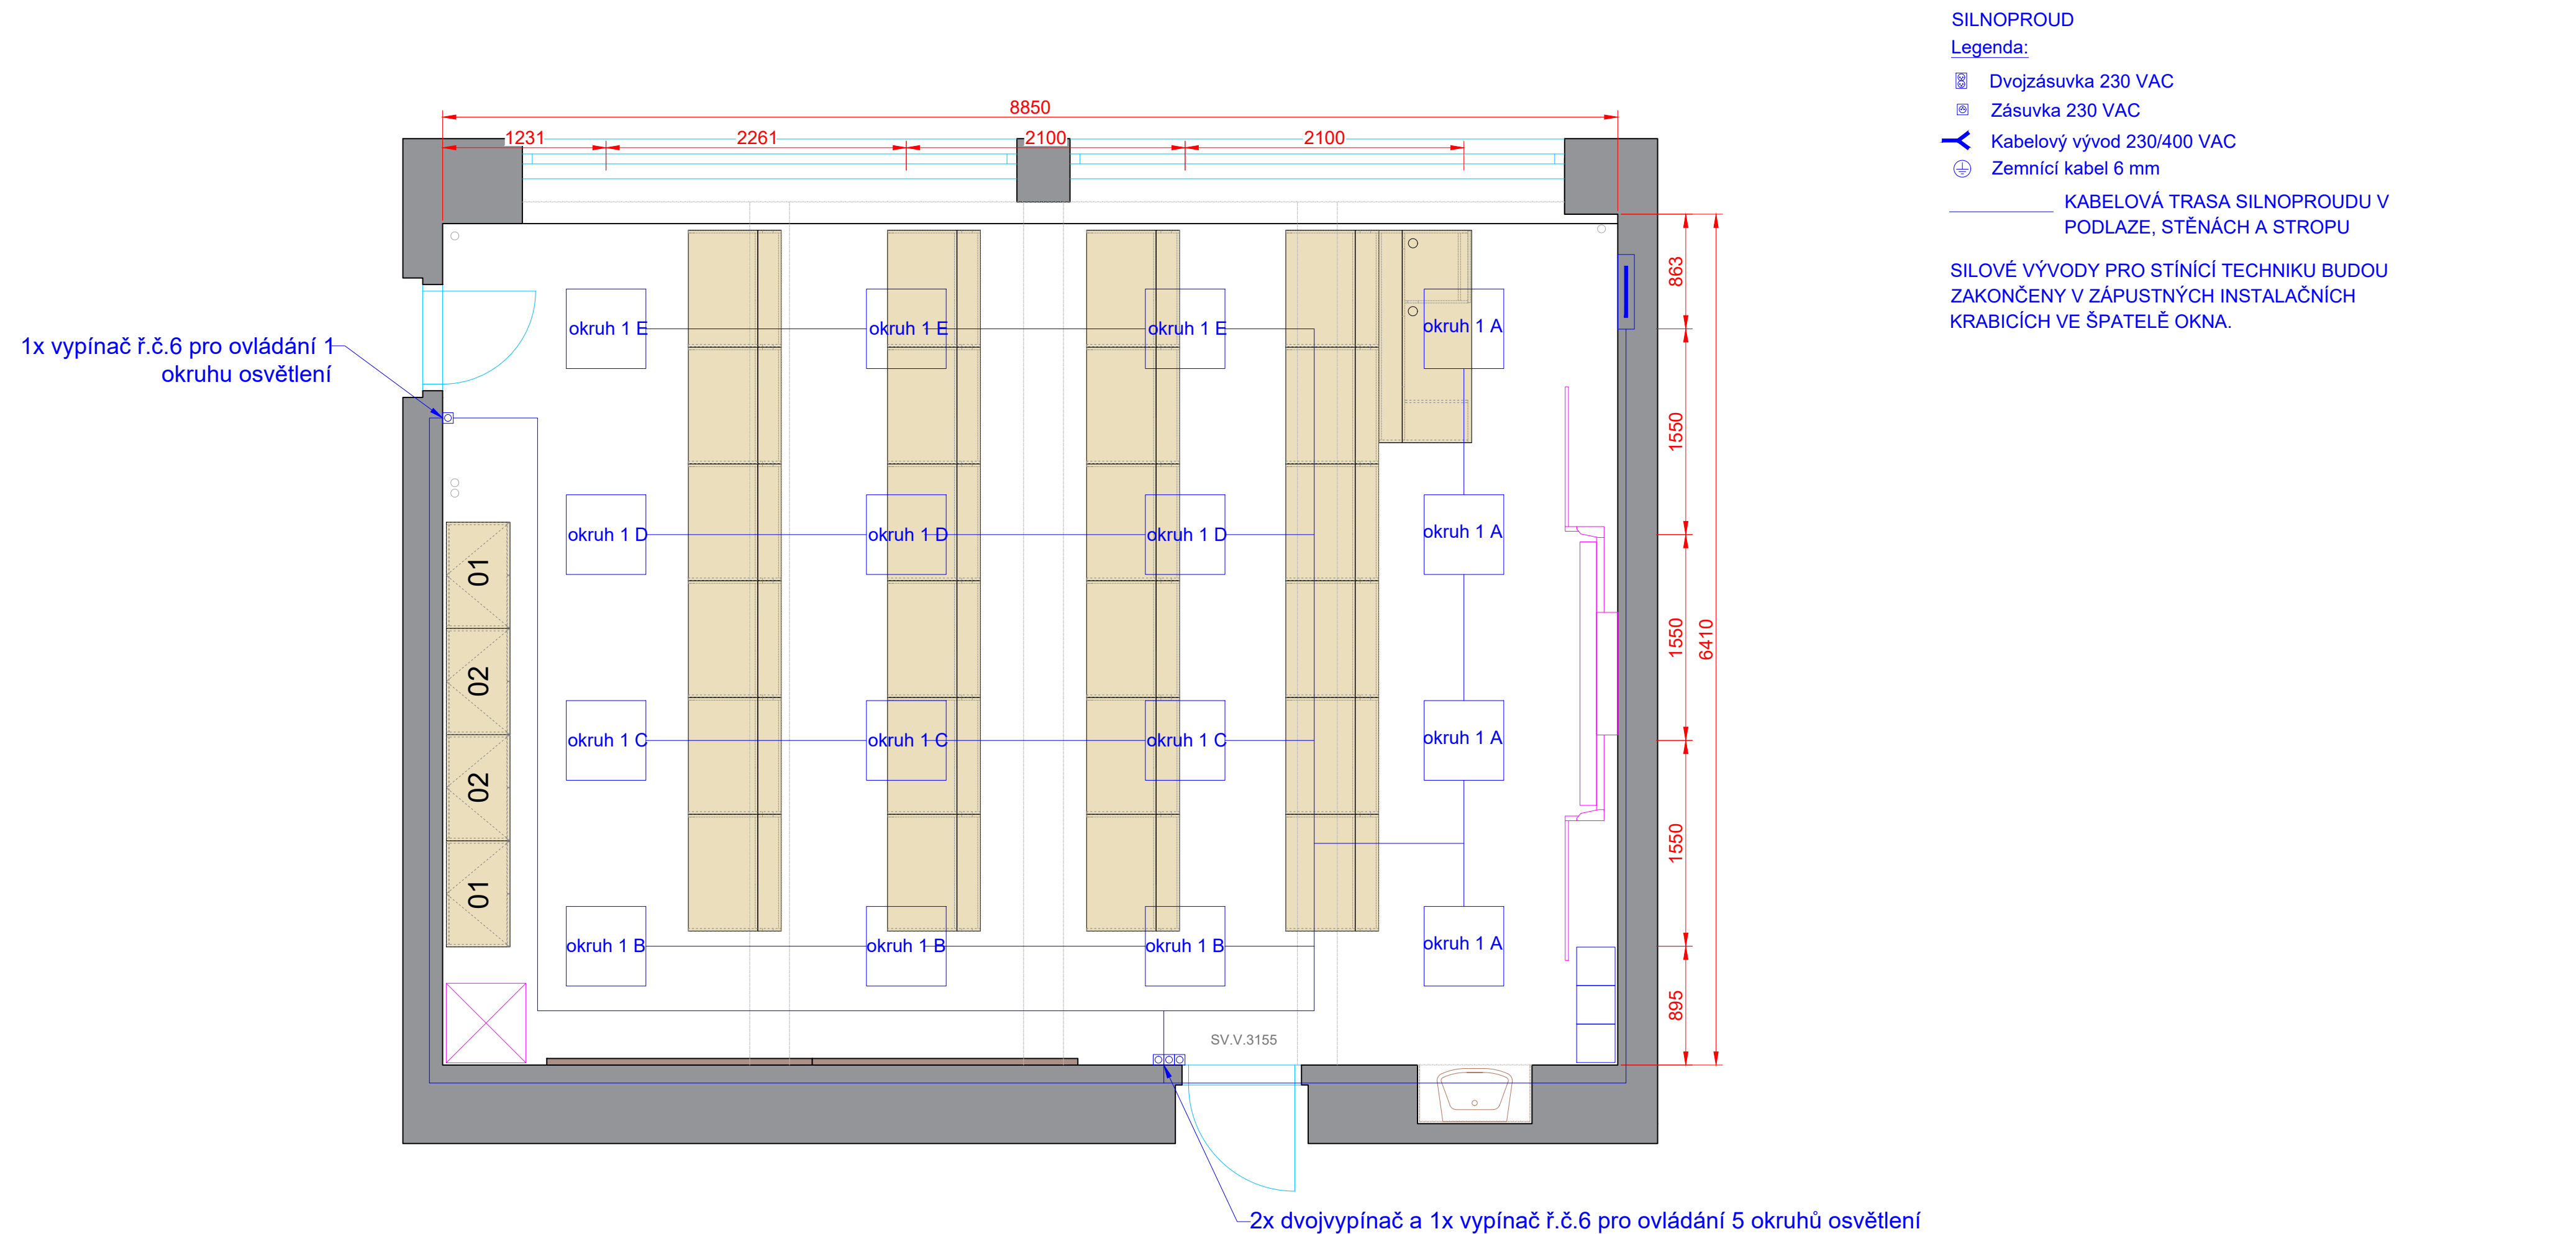 SILNOPROUD
Legenda:
Dvojzásuvka 230 VAC
Zásuvka 230 VAC
Kabelový vývod 230/400 VAC
Zemnící kabel 6 mm
KABELOVÁ TRASA SILNOPROUDU V
PODLAZE, STĚNÁCH A STROPU
SILOVÉ VÝVODY PRO STÍNÍCÍ TECHNIKU BUDOU
ZAKONČENY V ZÁPUSTNÝCH INSTALAČNÍCH
KRABICÍCH VE ŠPATELĚ OKNA.
8850
1231 2261 2100 2100
863
1550
1550
1550
895
6410
1x vypínač ř.č.6 pro ovládání 1
okruhu osvětlení
okruh 1 E okruh 1 E okruh 1 E okruh 1 A
okruh 1 D okruh 1 D okruh 1 D okruh 1 A
okruh 1 C okruh 1 C okruh 1 C okruh 1 A
okruh 1 B okruh 1 B okruh 1 B okruh 1 A
01
02
02
01
SV.V.3155
2x dvojvypínač a 1x vypínač ř.č.6 pro ovládání 5 okruhů osvětlení